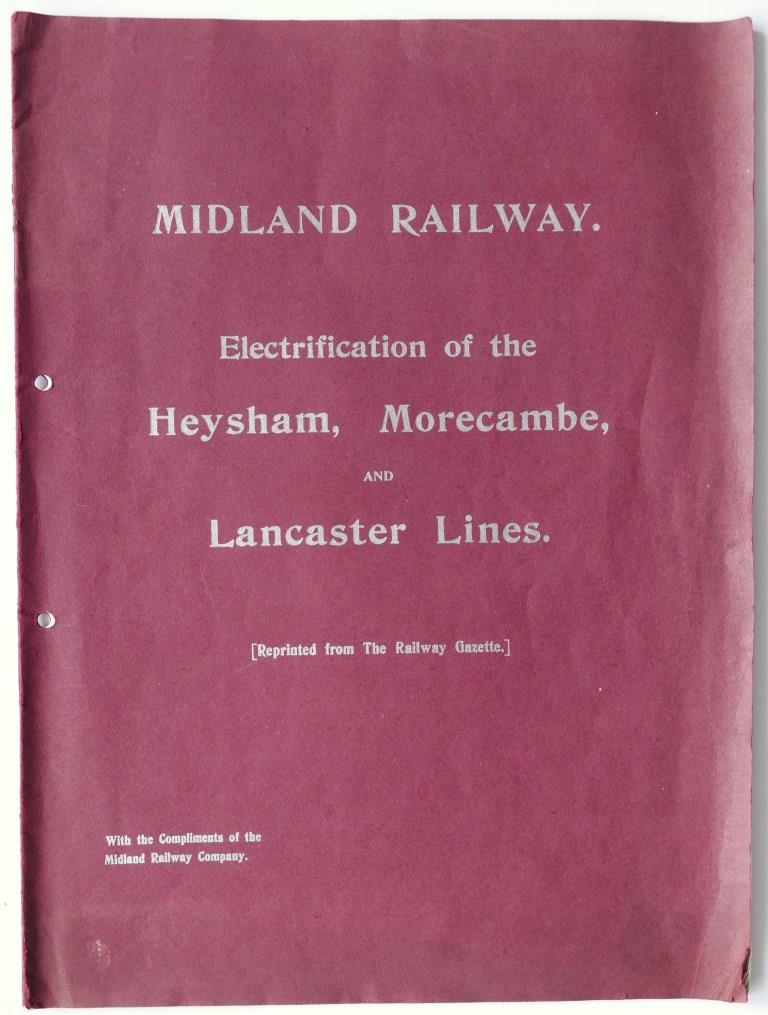 MIDLAND RAILWAY.
Electrification of the
Heysham, Morecambe,
AND
Lancaster Lines.
[Reprinted from The Railway Gazette.]
With the Compliments of the
Midland Railway Company.